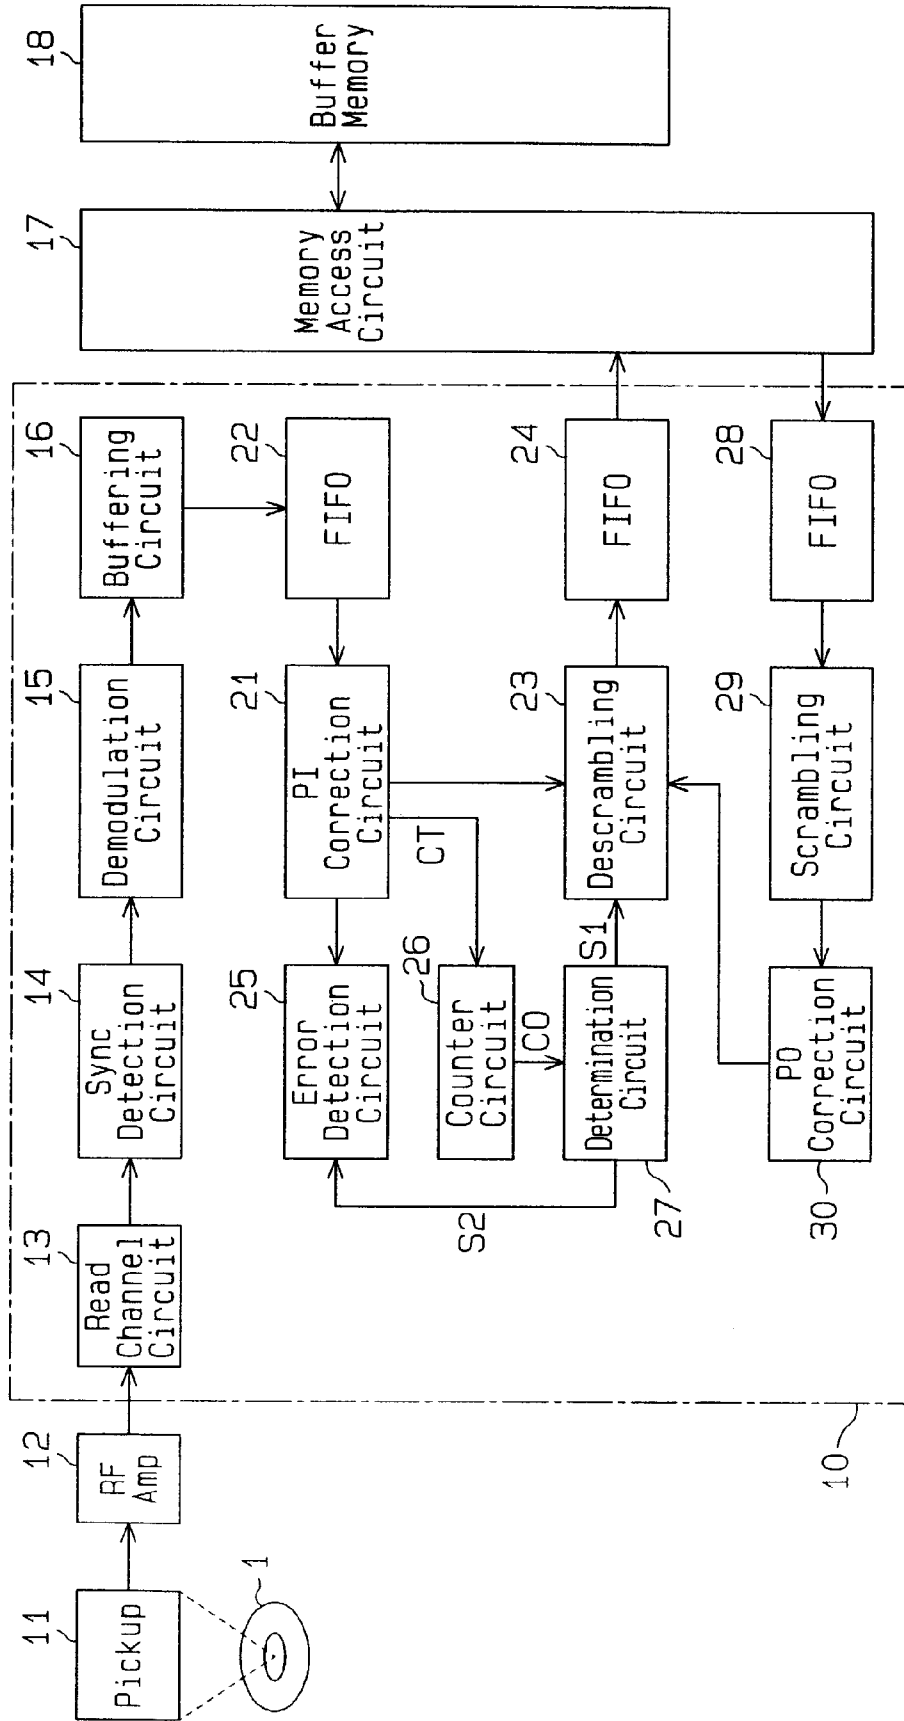 11
Pickup
1
12
RF
Amp
10
13
Read
Channel
Circuit
14
Sync
Detection
Circuit
15
Demodulation
Circuit
16
Buffering
Circuit
17
Memory
Access
Circuit
18
Buffer
Memory
25
Error
Detection
Circuit
21
PI
Correction
Circuit
22
FIFO
CT
26
Counter
Circuit
CO
S2
27
Determination
Circuit
S1
23
Descrambling
Circuit
24
FIFO
30
PO
Correction
Circuit
29
Scrambling
Circuit
28
FIFO